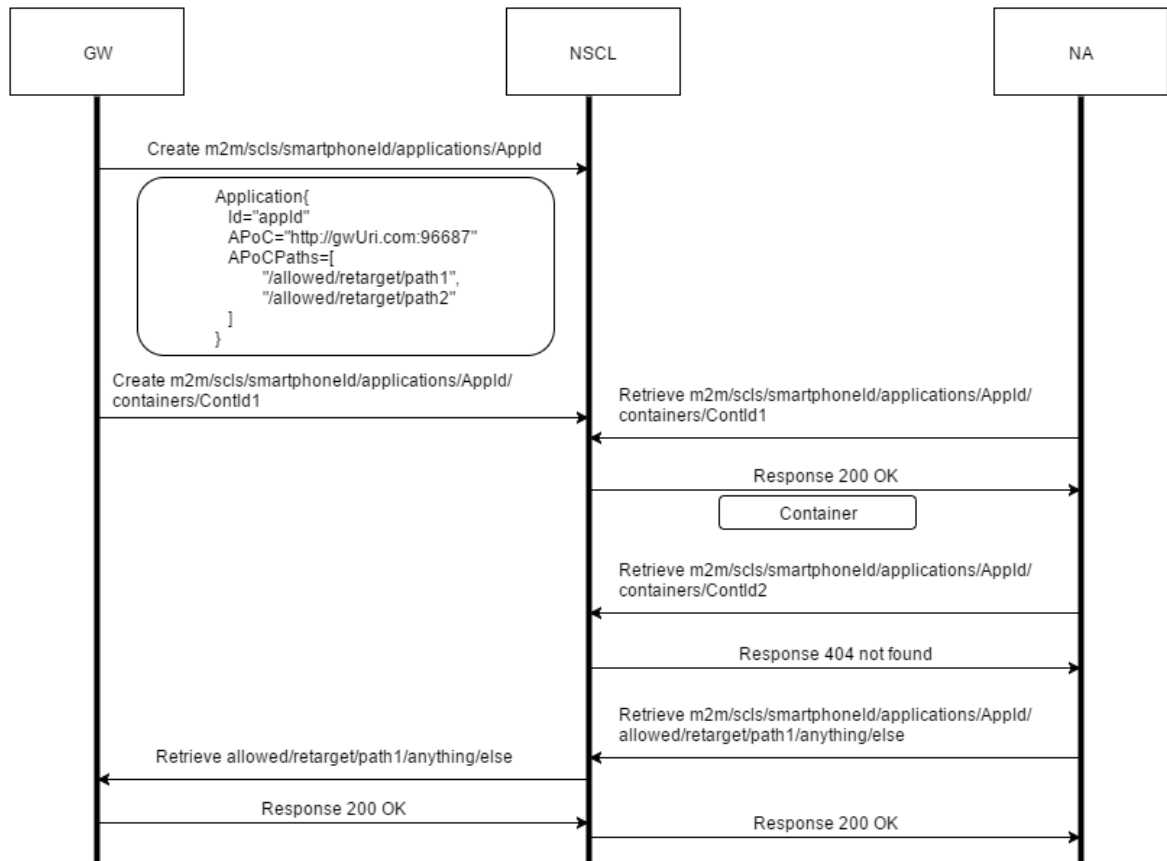 GW
NSCL
NA
Create m2m/scls/smartphoneId/applications/AppId
Application{
Id="appId"
APoC="http://gwUri.com:96687"
APoCPaths=[
"/allowed/retarget/path1",
"/allowed/retarget/path2"
]
}
Create m2m/scls/smartphoneId/applications/AppId/
containers/ContId1
Retrieve m2m/scls/smartphoneId/applications/AppId/
containers/ContId1
Response 200 OK
Container
Retrieve m2m/scls/smartphoneId/applications/AppId/
containers/ContId2
Response 404 not found
Retrieve m2m/scls/smartphoneId/applications/AppId/
allowed/retarget/path1/anything/else
Retrieve allowed/retarget/path1/anything/else
Response 200 OK
Response 200 OK